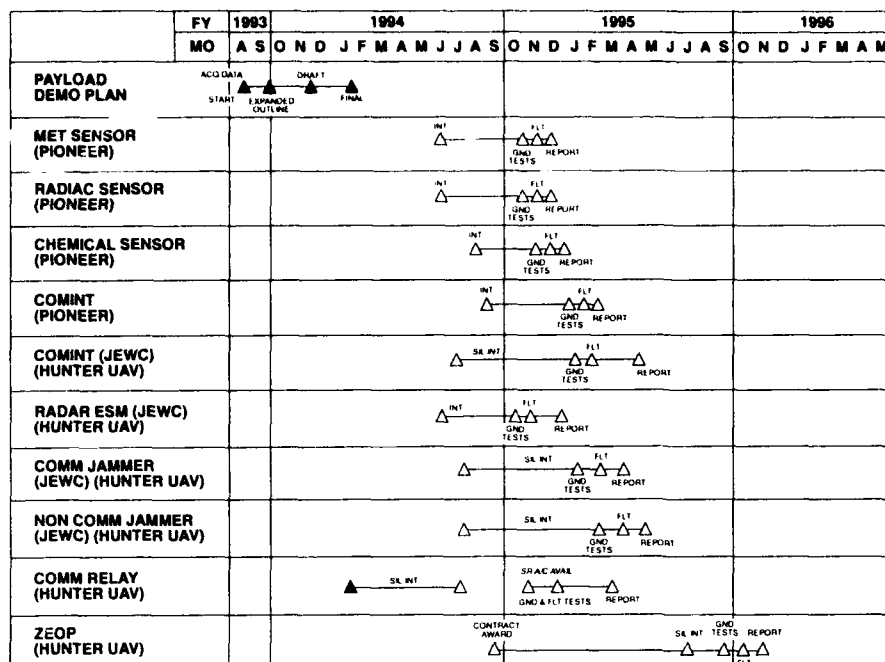 FY 1993 1994 1995 1996
MO A S O N D J F M A M J J A S O N D J F M A M J J A S O N D J F M A M
PAYLOAD
DEMO PLAN
ACQ DATA DRAFT
START EXPANDED
OUTLINE FINAL
MET SENSOR
(PIONEER)
INT FLT
GND
TESTS REPORT
RADIAC SENSOR
(PIONEER)
INT FLT
GND
TESTS REPORT
CHEMICAL SENSOR
(PIONEER)
INT FLT
GND
TESTS REPORT
COMINT
(PIONEER)
INT FLT
GND
TESTS REPORT
COMINT (JEWC)
(HUNTER UAV)
SIL INT FLT
GND
TESTS REPORT
RADAR ESM (JEWC)
(HUNTER UAV)
INT FLT
GND
TESTS REPORT
COMM JAMMER
(JEWC) (HUNTER UAV)
SIL INT FLT
GND
TESTS REPORT
NON COMM JAMMER
(JEWC) (HUNTER UAV)
SIL INT FLT
GND
TESTS REPORT
COMM RELAY
(HUNTER UAV)
SIL INT SR A/C AVAIL
GND & FLT TESTS REPORT
ZEOP
(HUNTER UAV)
CONTRACT
AWARD SIL INT GND
TESTS REPORT
FLT